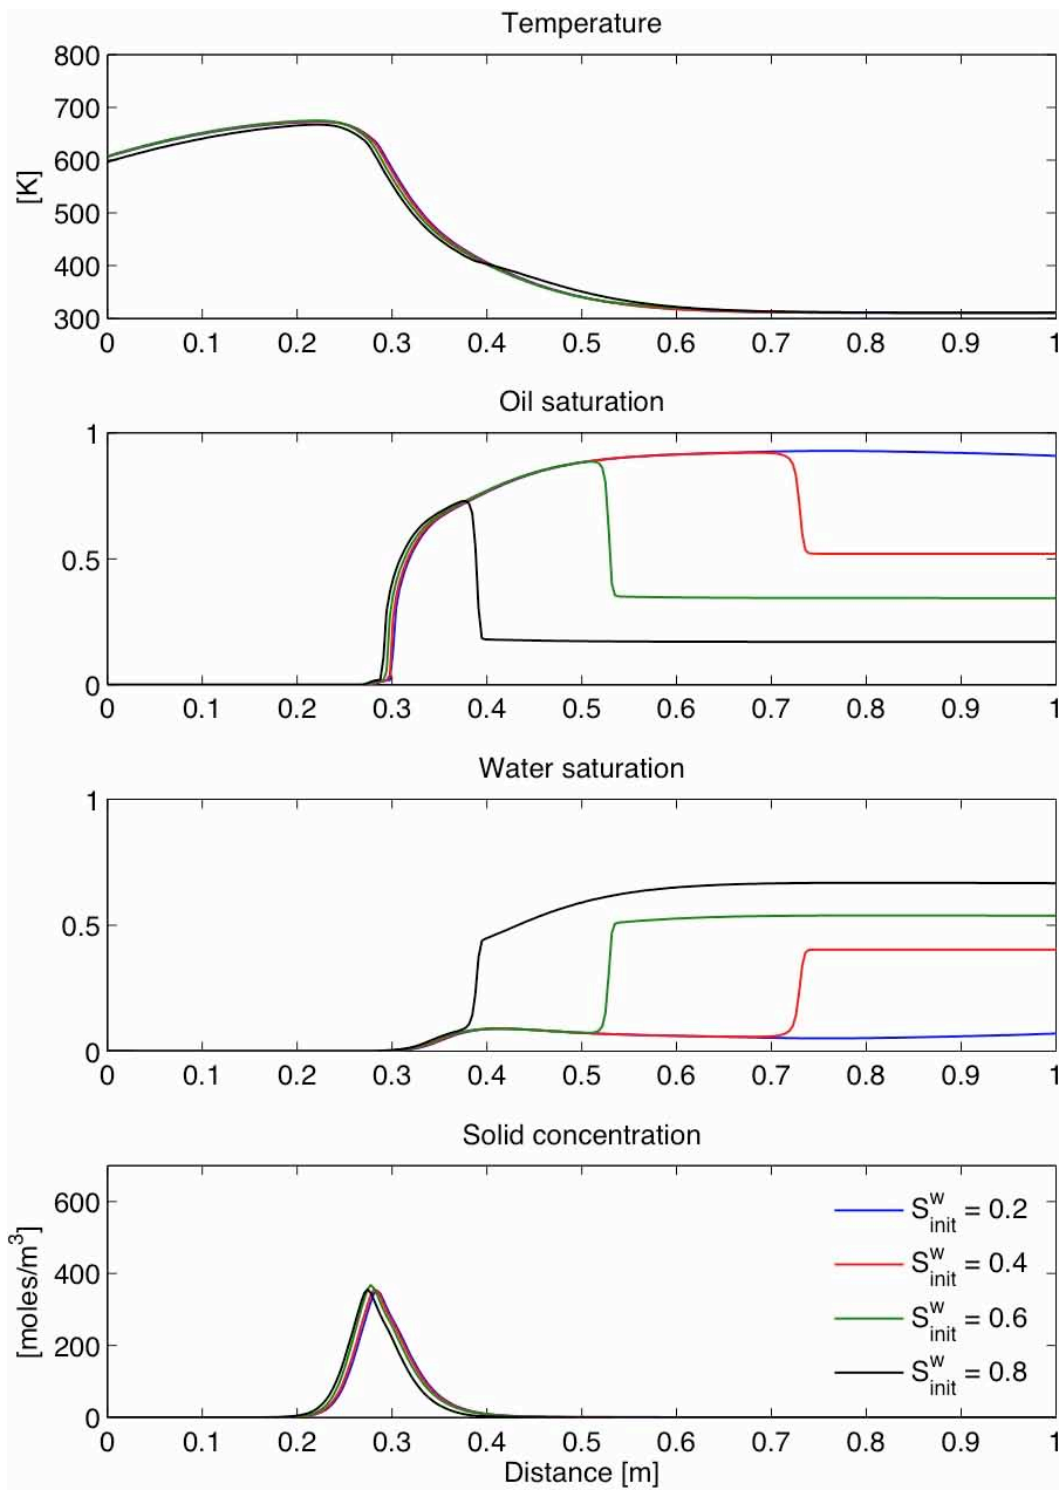 Temperature
800
700
600
500
400
300
[K]
0 0.1 0.2 0.3 0.4 0.5 0.6 0.7 0.8 0.9 1
Oil saturation
1
0.5
0
0 0.1 0.2 0.3 0.4 0.5 0.6 0.7 0.8 0.9 1
Water saturation
1
0.5
0
0 0.1 0.2 0.3 0.4 0.5 0.6 0.7 0.8 0.9 1
Solid concentration
600
400
200
0
[moles/m³]
S^w_init = 0.2
S^w_init = 0.4
S^w_init = 0.6
S^w_init = 0.8
0 0.1 0.2 0.3 0.4 0.5 0.6 0.7 0.8 0.9 1
Distance [m]